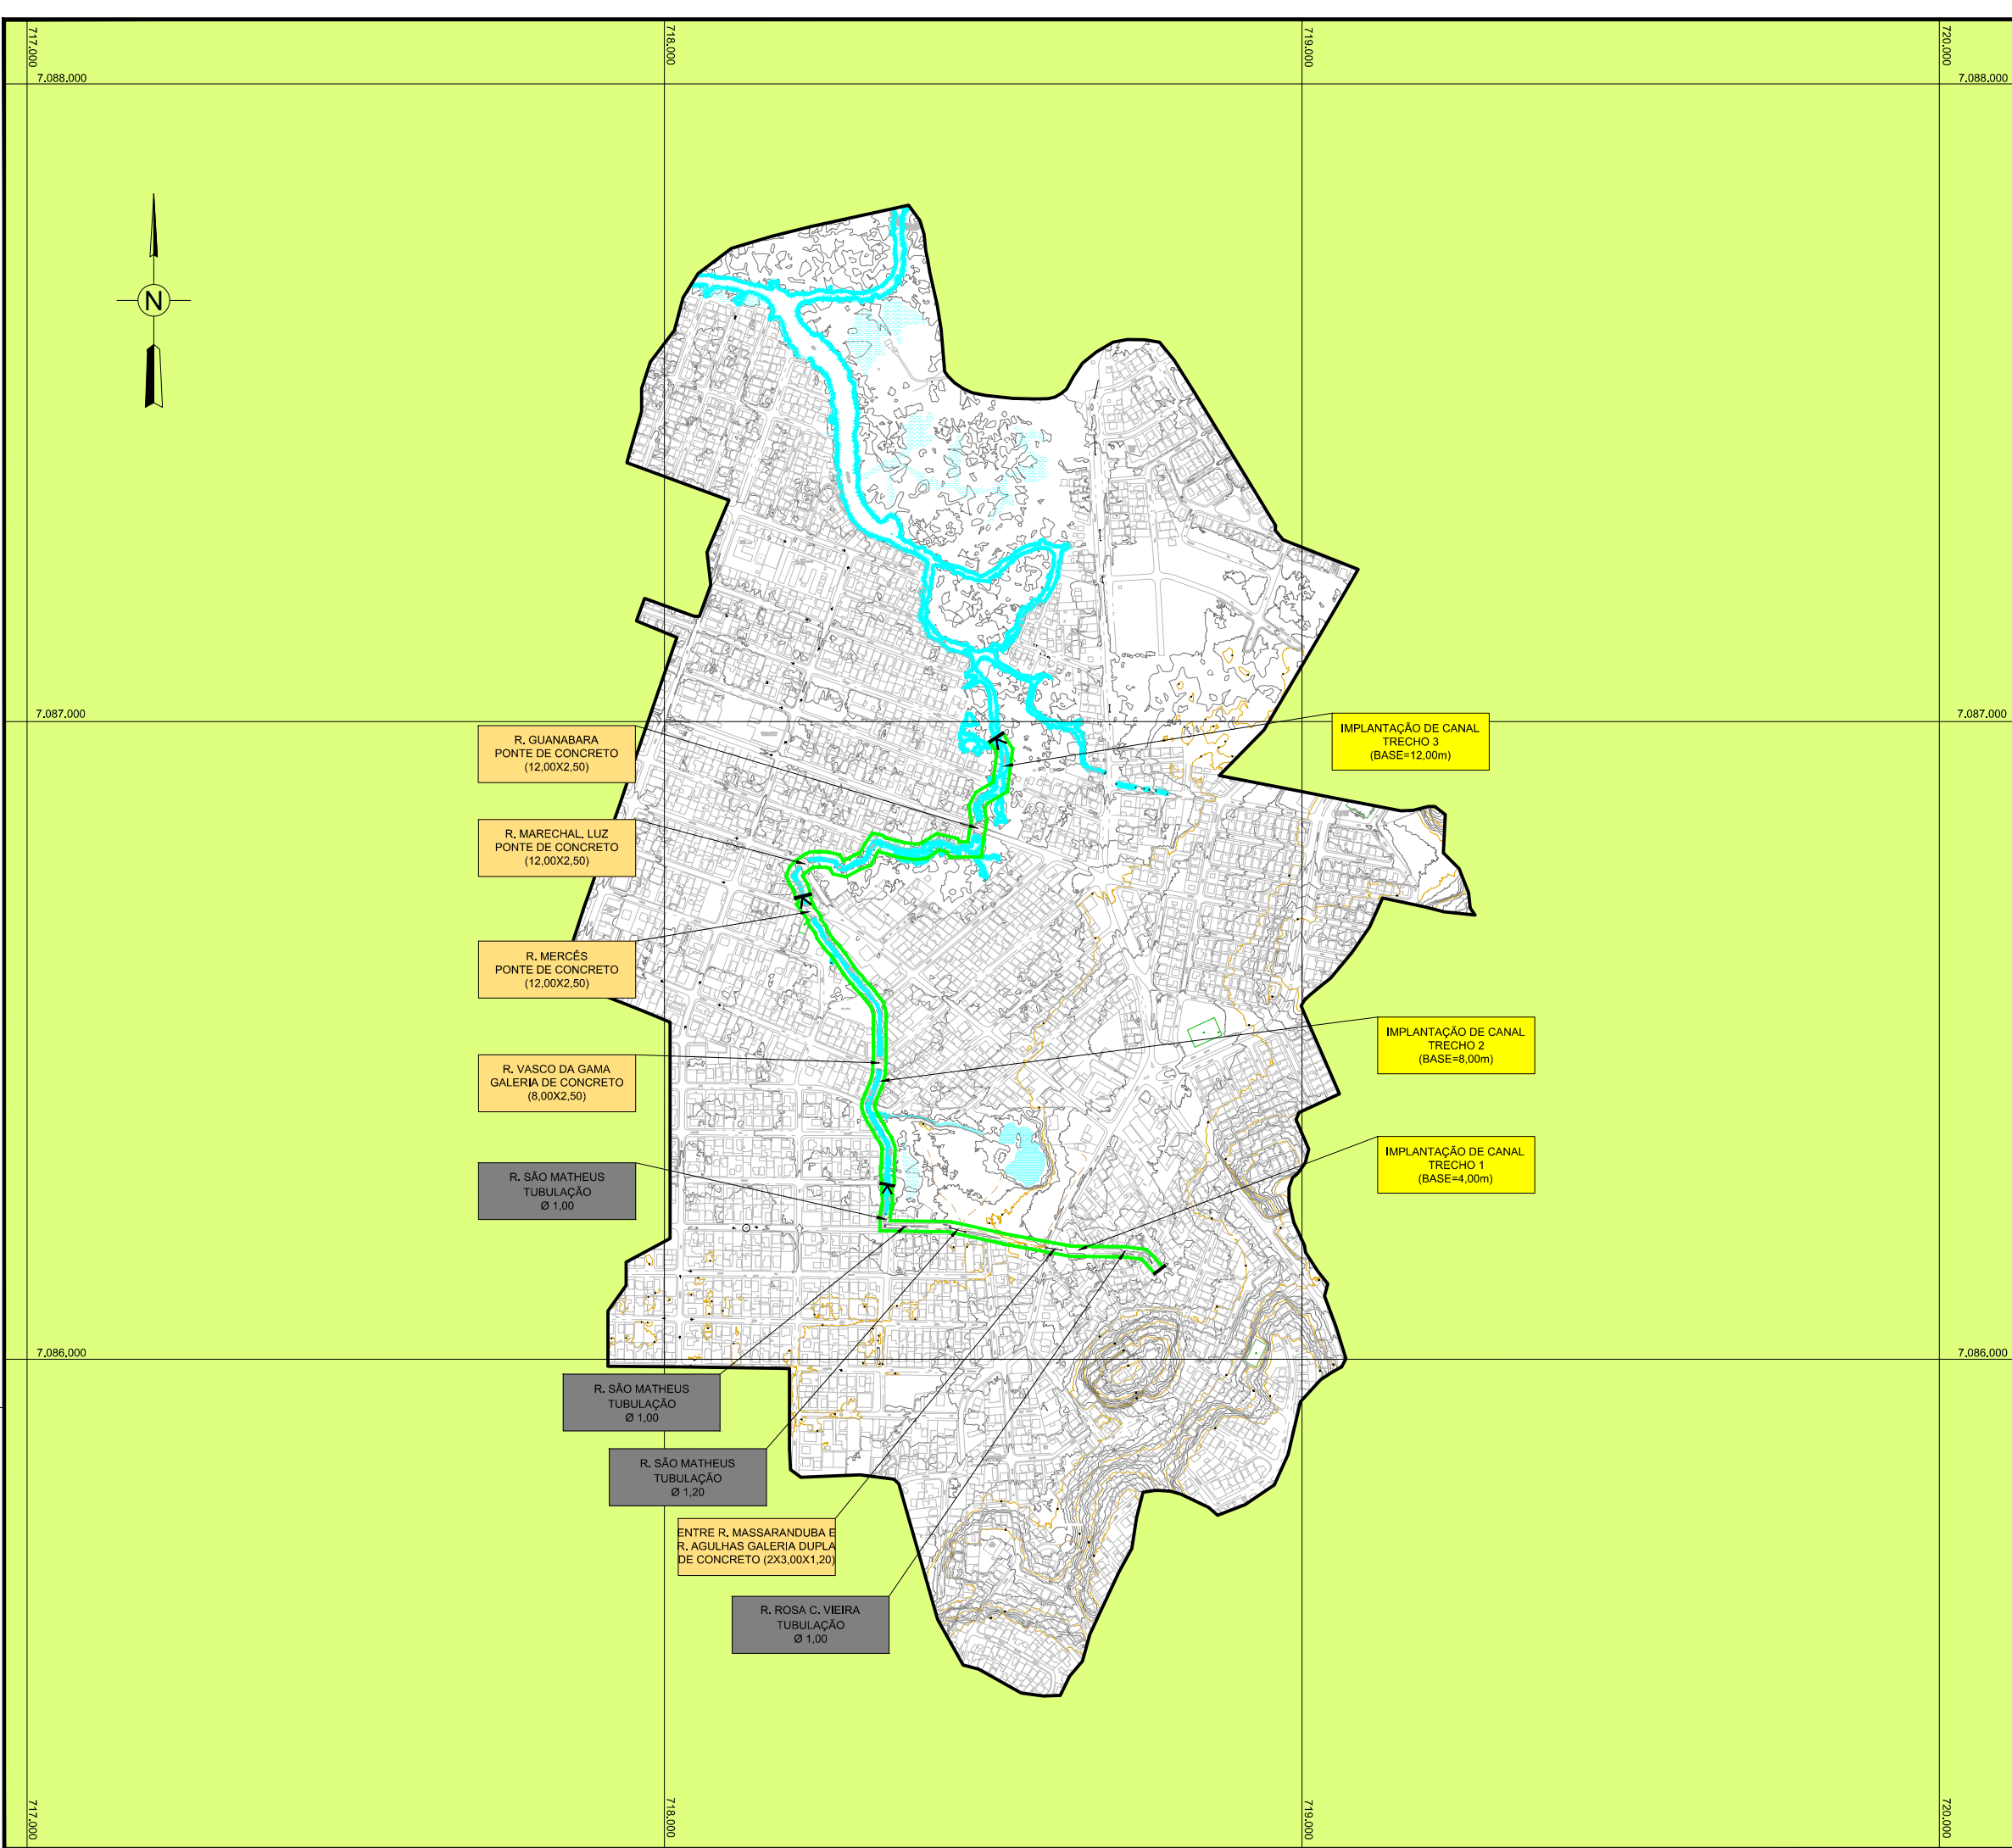 717.000
718.000
719.000
720.000
7.088.000
7.088.000
N
7.087.000
7.087.000
R. GUANABARA
PONTE DE CONCRETO
(12,00X2,50)
IMPLANTAÇÃO DE CANAL
TRECHO 3
(BASE=12,00m)
R. MARECHAL. LUZ
PONTE DE CONCRETO
(12,00X2,50)
R. MERCÊS
PONTE DE CONCRETO
(12,00X2,50)
IMPLANTAÇÃO DE CANAL
TRECHO 2
(BASE=8,00m)
R. VASCO DA GAMA
GALERIA DE CONCRETO
(8,00X2,50)
IMPLANTAÇÃO DE CANAL
TRECHO 1
(BASE=4,00m)
R. SÃO MATHEUS
TUBULAÇÃO
Ø 1,00
7.086.000
7.086.000
R. SÃO MATHEUS
TUBULAÇÃO
Ø 1,00
R. SÃO MATHEUS
TUBULAÇÃO
Ø 1,20
ENTRE R. MASSARANDUBA E
R. AGULHAS GALERIA DUPLA
DE CONCRETO (2X3,00X1,20)
R. ROSA C. VIEIRA
TUBULAÇÃO
Ø 1,00
717.000
718.000
719.000
720.000